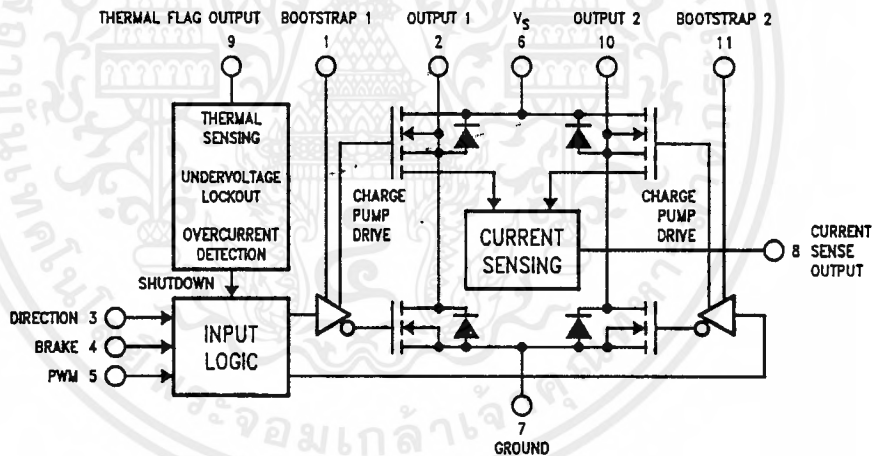 THERMAL FLAG OUTPUT
9
BOOTSTRAP 1
1
OUTPUT 1
2
VS
6
OUTPUT 2
10
BOOTSTRAP 2
11
THERMAL
SENSING
UNDERVOLTAGE
LOCKOUT
OVERCURRENT
DETECTION
SHUTDOWN
CHARGE
PUMP
DRIVE
CURRENT
SENSING
CHARGE
PUMP
DRIVE
8 CURRENT
SENSE
OUTPUT
DIRECTION 3
BRAKE 4
PWM 5
INPUT
LOGIC
7
GROUND